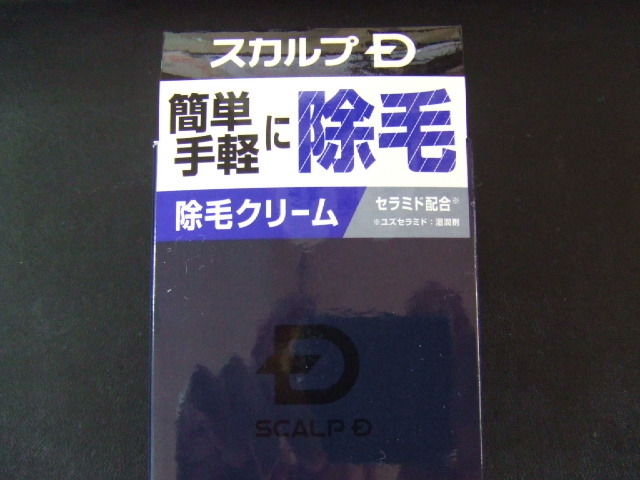 スカルプD
簡単
手軽に除毛
除毛クリーム
セラミド配合※
※ユズセラミド：湿潤剤
SCALP D